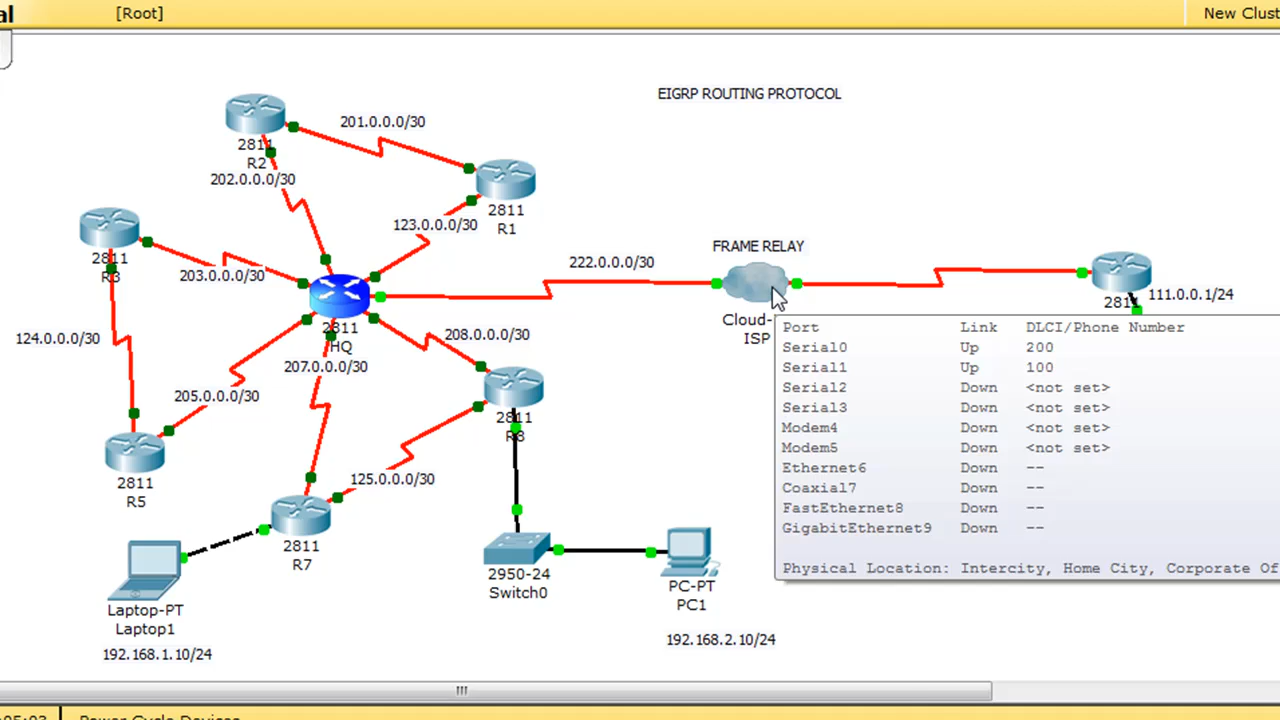 al
[Root]
New Clust
EIGRP ROUTING PROTOCOL
201.0.0.0/30
2811
R2
202.0.0.0/30
2811
R1
123.0.0.0/30
2811
R3
203.0.0.0/30
FRAME RELAY
222.0.0.0/30
2811
111.0.0.1/24
Cloud-
ISP
2811
HQ
124.0.0.0/30
208.0.0.0/30
207.0.0.0/30
205.0.0.0/30
2811
R8
125.0.0.0/30
2811
R5
2811
R7
Port Link DLCI/Phone Number
Serial0 Up 200
Serial1 Up 100
Serial2 Down <not set>
Serial3 Down <not set>
Modem4 Down <not set>
Modem5 Down <not set>
Ethernet6 Down --
Coaxial7 Down --
FastEthernet8 Down --
GigabitEthernet9 Down --
Physical Location: Intercity, Home City, Corporate Of
2950-24
Switch0
PC-PT
PC1
Laptop-PT
Laptop1
192.168.2.10/24
192.168.1.10/24
Power Cycle Devices